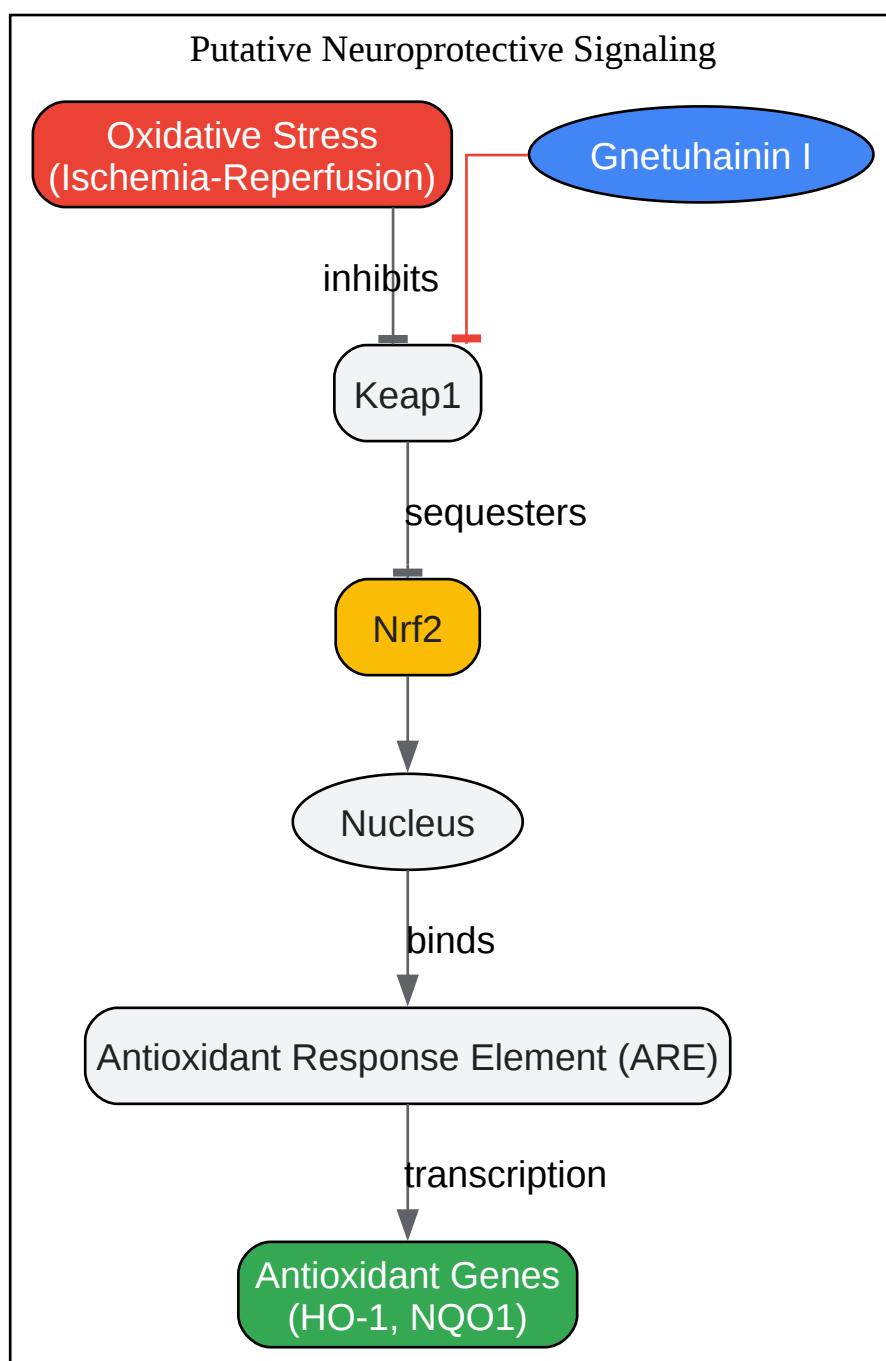 Putative Neuroprotective Signaling
Oxidative Stress
(Ischemia-Reperfusion)
Gnetuhainin I
inhibits
Keap1
sequesters
Nrf2
Nucleus
binds
Antioxidant Response Element (ARE)
transcription
Antioxidant Genes
(HO-1, NQO1)